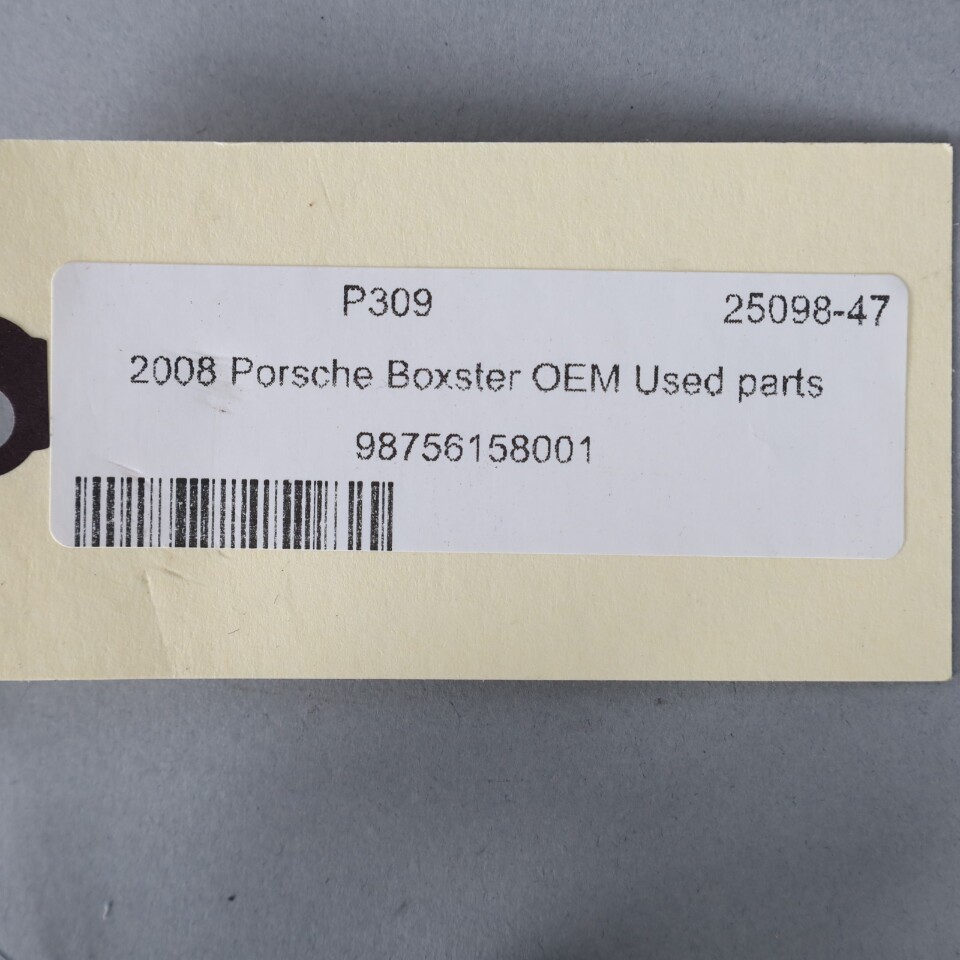 P309 25098-47
2008 Porsche Boxster OEM Used parts
98756158001